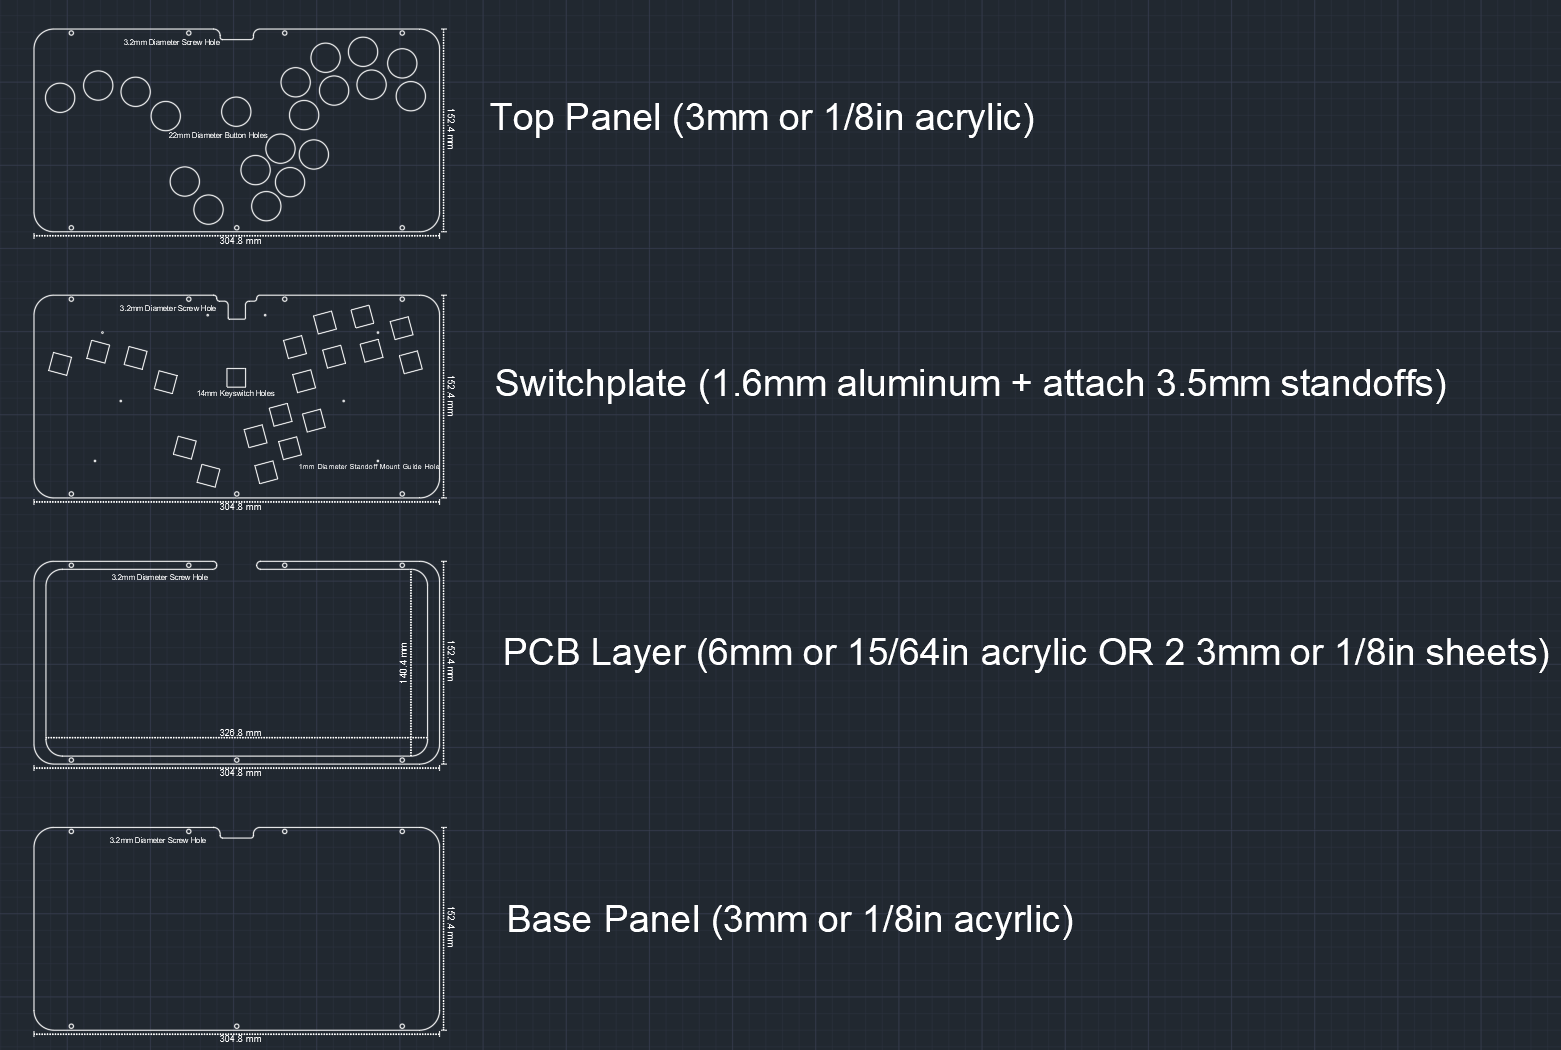 3.2mm Diameter Screw Hole
22mm Diameter Button Holes
152.4 mm
304.8 mm
Top Panel (3mm or 1/8in acrylic)
3.2mm Diameter Screw Hole
14mm Keyswitch Holes
1mm Diameter Standoff Mount Guide Hole
152.4 mm
304.8 mm
Switchplate (1.6mm aluminum + attach 3.5mm standoffs)
3.2mm Diameter Screw Hole
140.4 mm
152.4 mm
326.8 mm
304.8 mm
PCB Layer (6mm or 15/64in acrylic OR 2 3mm or 1/8in sheets)
3.2mm Diameter Screw Hole
152.4 mm
304.8 mm
Base Panel (3mm or 1/8in acyrlic)